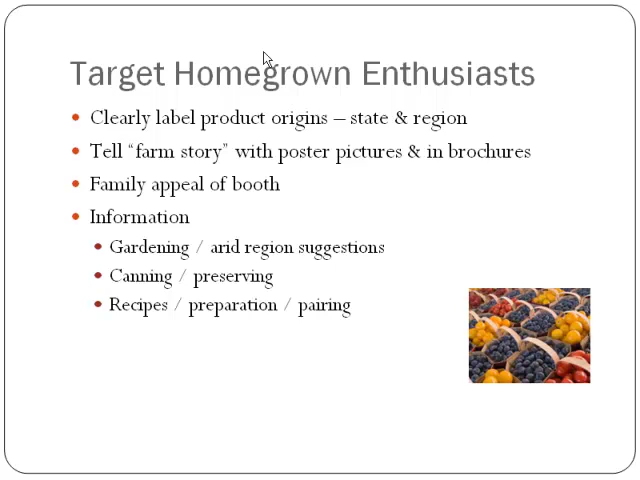 Target Homegrown Enthusiasts
• Clearly label product origins – state & region
• Tell “farm story” with poster pictures & in brochures
• Family appeal of booth
• Information
• Gardening / arid region suggestions
• Canning / preserving
• Recipes / preparation / pairing